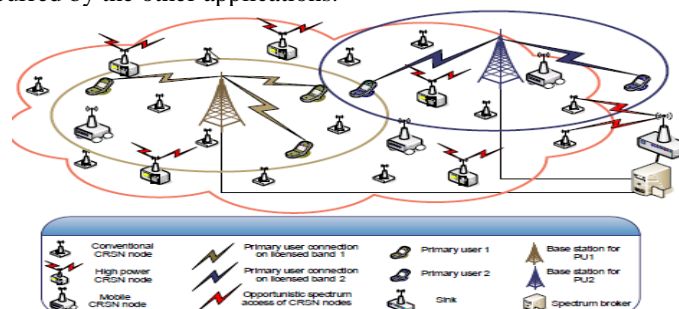 by the other applications.
Conventional
CRSN node
High power
CRSN node
Mobile
CRSN node
Primary user connection
on licensed band 1
Primary user connection
on licensed band 2
Opportunistic spectrum
access of CRSN nodes
Primary user 1
Primary user 2
Sink
Base station for
PU1
Base station for
PU2
Spectrum broker